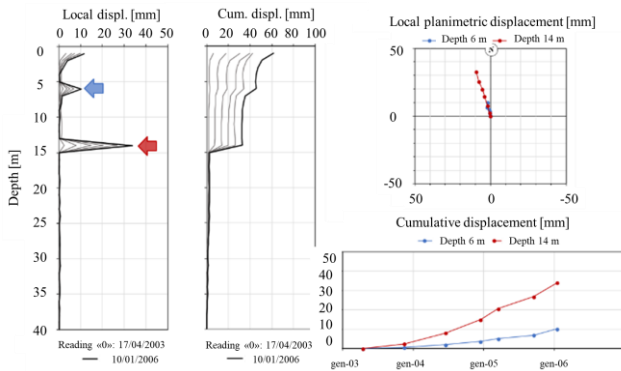 Local displ. [mm]
0 10 20 30 40 50
Cum. displ. [mm]
0 20 40 60 80 100
Depth [m]
0
5
10
15
20
25
30
35
40
Reading «0»: 17/04/2003
10/01/2006
Reading «0»: 17/04/2003
10/01/2006
Local planimetric displacement [mm]
Depth 6 m Depth 14 m
N
50
0
-50
50 0 -50
Cumulative displacement [mm]
Depth 6 m Depth 14 m
50
40
30
20
10
0
gen-03 gen-04 gen-05 gen-06